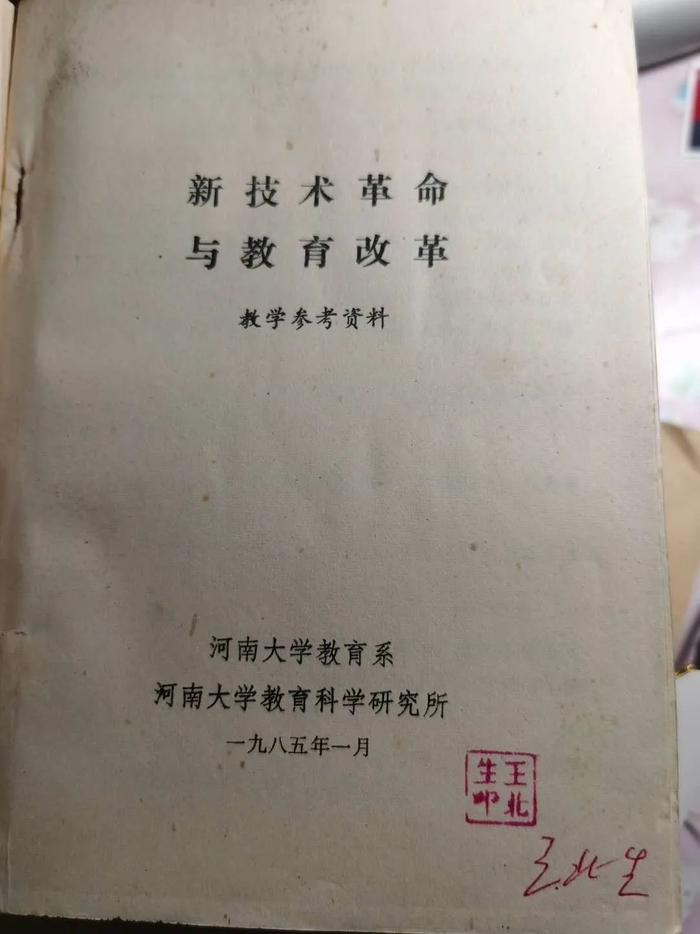 新技术革命
与教育改革
教学参考资料
河南大学教育系
河南大学教育科学研究所
一九八五年一月
王北
生印
王北生